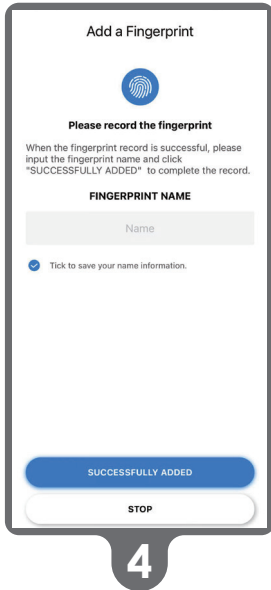 Add a Fingerprint
Please record the fingerprint
When the fingerprint record is successful, please
input the fingerprint name and click
"SUCCESSFULLY ADDED" to complete the record.
FINGERPRINT NAME
Name
Tick to save your name information.
SUCCESSFULLY ADDED
STOP
4